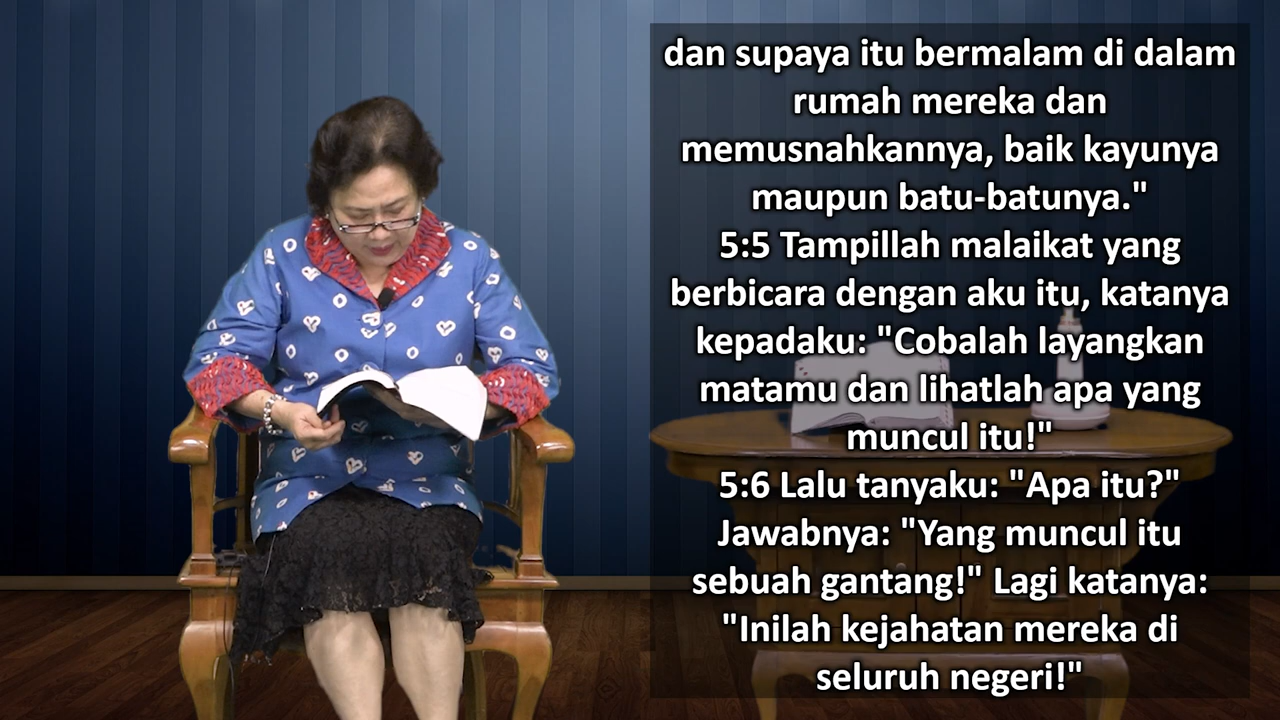 dan supaya itu bermalam di dalam
rumah mereka dan
memusnahkannya, baik kayunya
maupun batu-batunya."
5:5 Tampillah malaikat yang
berbicara dengan aku itu, katanya
kepadaku: "Cobalah layangkan
matamu dan lihatlah apa yang
muncul itu!"
5:6 Lalu tanyaku: "Apa itu?"
Jawabnya: "Yang muncul itu
sebuah gantang!" Lagi katanya:
"Inilah kejahatan mereka di
seluruh negeri!"